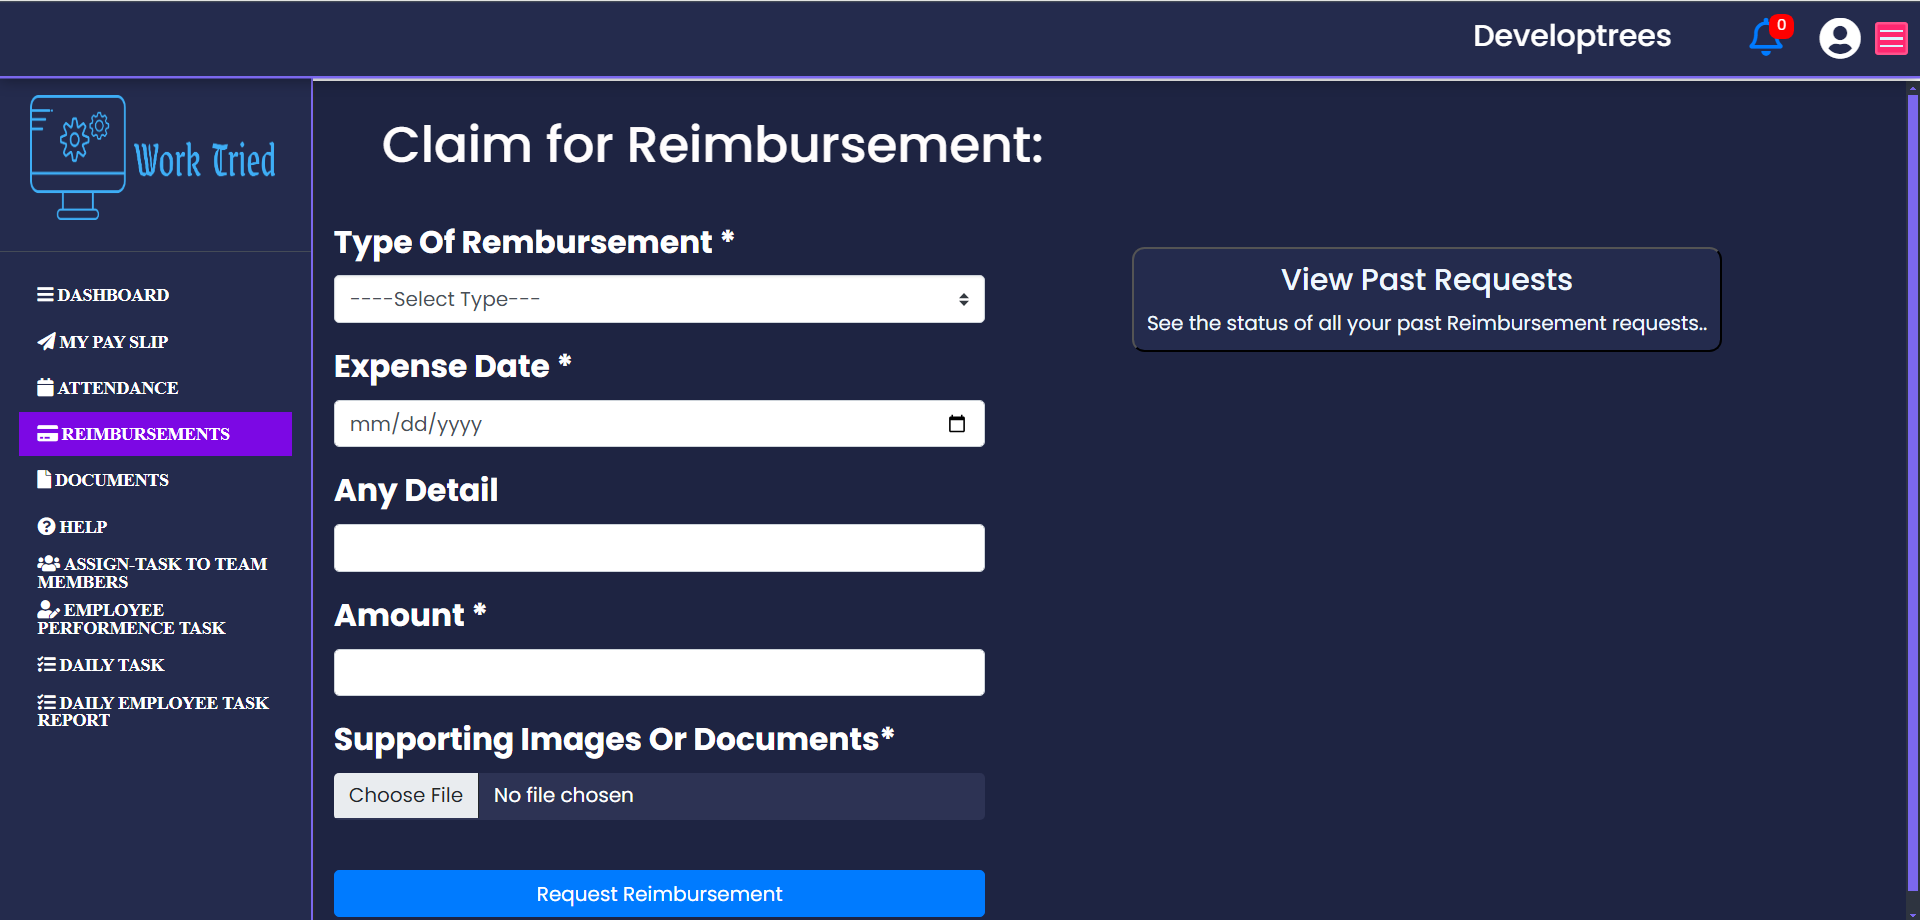 Developtrees
0
Work Tried
DASHBOARD
MY PAY SLIP
ATTENDANCE
REIMBURSEMENTS
DOCUMENTS
HELP
ASSIGN-TASK TO TEAM
MEMBERS
EMPLOYEE
PERFORMENCE TASK
DAILY TASK
DAILY EMPLOYEE TASK
REPORT
Claim for Reimbursement:
Type Of Rembursement *
----Select Type---
Expense Date *
mm/dd/yyyy
Any Detail
Amount *
Supporting Images Or Documents*
Choose File No file chosen
Request Reimbursement
View Past Requests
See the status of all your past Reimbursement requests..